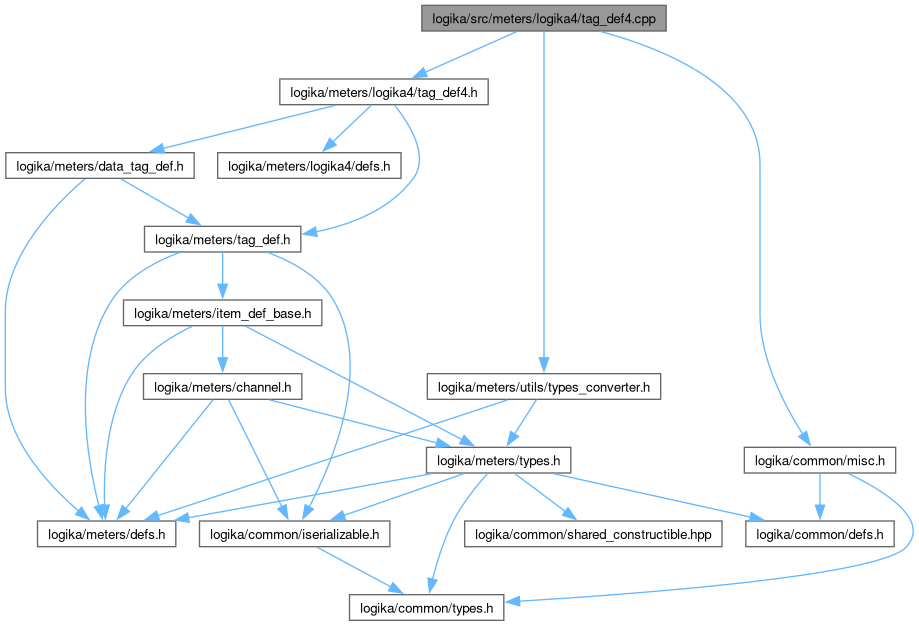 logika/src/meters/logika4/tag_def4.cpp
logika/meters/logika4/tag_def4.h
logika/meters/data_tag_def.h
logika/meters/logika4/defs.h
logika/meters/tag_def.h
logika/meters/item_def_base.h
logika/meters/channel.h
logika/meters/utils/types_converter.h
logika/meters/types.h
logika/common/misc.h
logika/meters/defs.h
logika/common/iserializable.h
logika/common/shared_constructible.hpp
logika/common/defs.h
logika/common/types.h